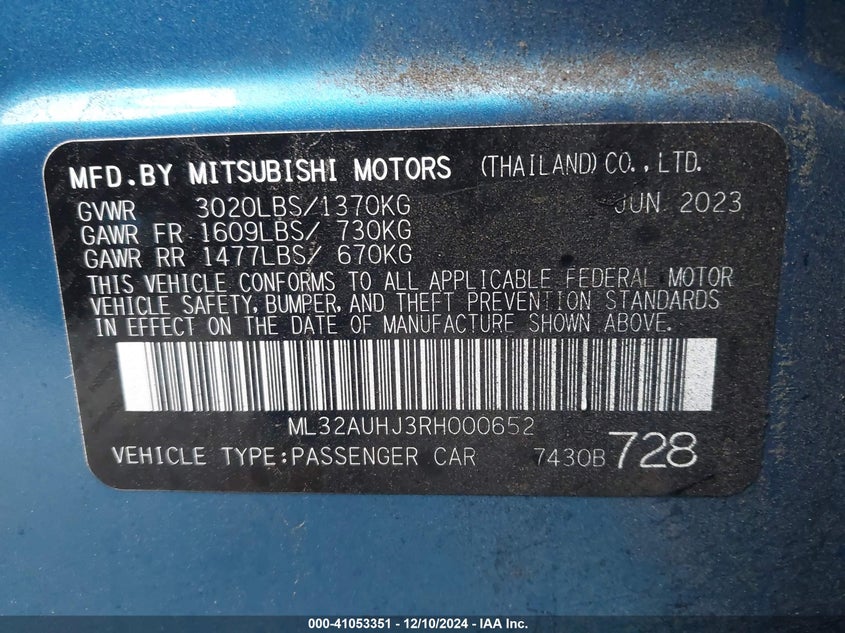 MFD.BY MITSUBISHI MOTORS (THAILAND) CO.,LTD.
GVWR 3020LBS/1370KG JUN 2023
GAWR FR 1609LBS/ 730KG
GAWR RR 1477LBS/ 670KG
THIS VEHICLE CONFORMS TO ALL APPLICABLE FEDERAL MOTOR
VEHICLE SAFETY, BUMPER, AND THEFT PREVENTION STANDARDS
IN EFFECT ON THE DATE OF MANUFACTURE SHOWN ABOVE.
ML32AUHJ3RH000652
VEHICLE TYPE:PASSENGER CAR 7430B 728
000-41053351 - 12/10/2024 - IAA Inc.